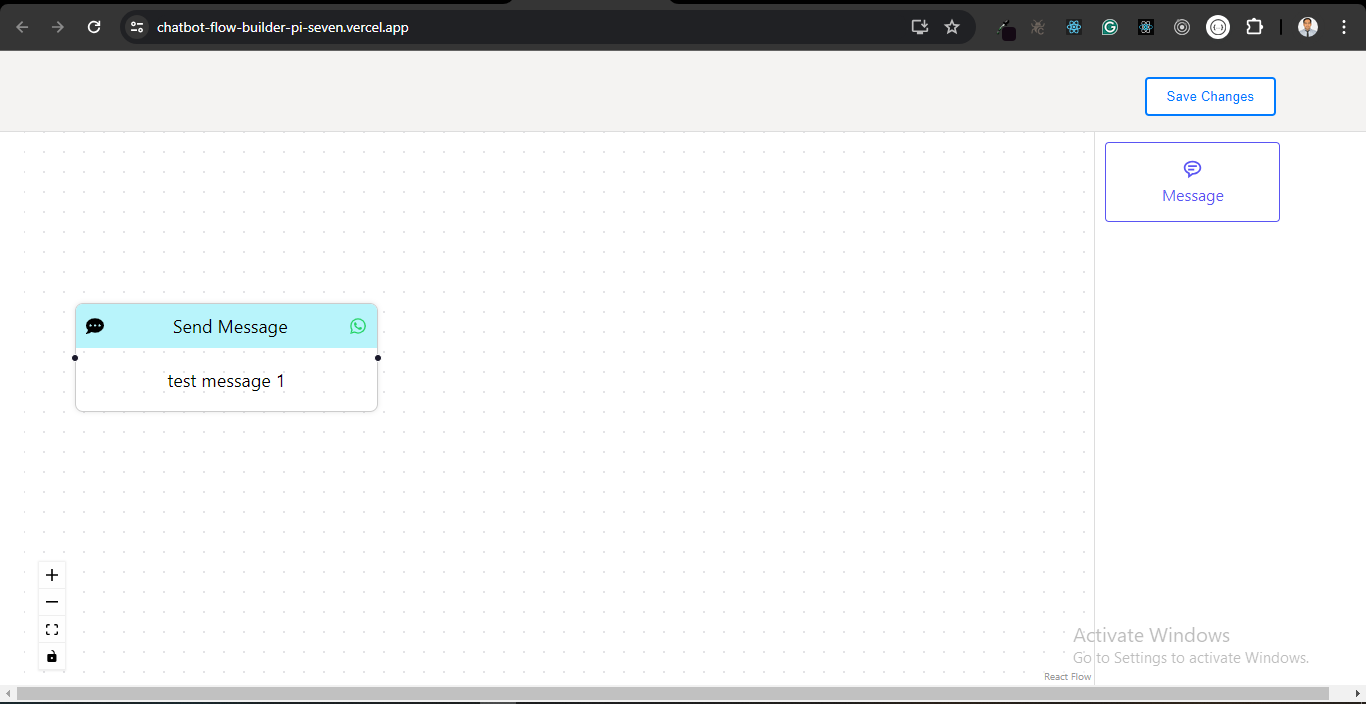 chatbot-flow-builder-pi-seven.vercel.app
Save Changes
Message
Send Message
test message 1
Activate Windows
Go to Settings to activate Windows.
React Flow